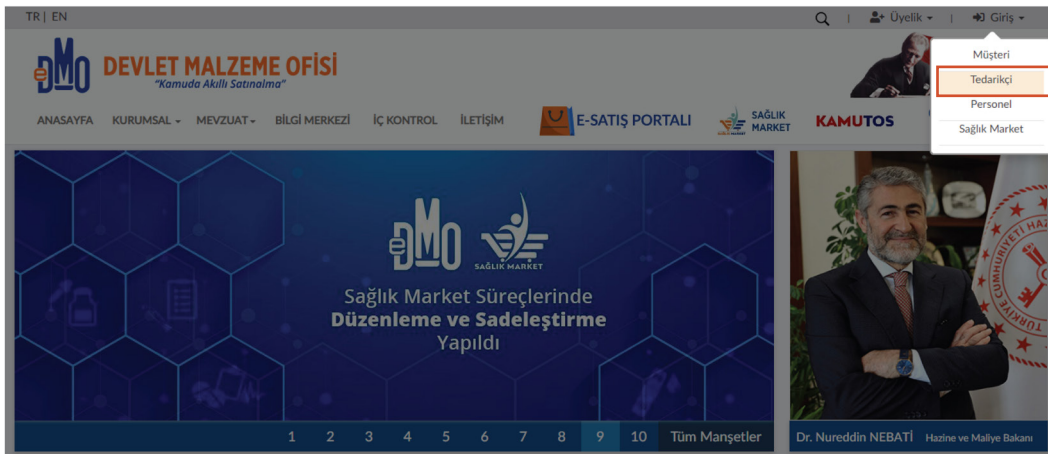 TR | EN
Üyelik
Giriş
Müşteri
Tedarikçi
Personel
Sağlık Market
eDMO
DEVLET MALZEME OFİSİ
"Kamuda Akıllı Satınalma"
ANASAYFA KURUMSAL MEVZUAT BİLGİ MERKEZİ İÇ KONTROL İLETİŞİM E-SATIŞ PORTALI SAĞLIK MARKET KAMUTOS
eDMO SAĞLIK MARKET
Sağlık Market Süreçlerinde
Düzenleme ve Sadeleştirme
Yapıldı
1 2 3 4 5 6 7 8 9 10 Tüm Manşetler
Dr. Nureddin NEBATİ Hazine ve Maliye Bakanı